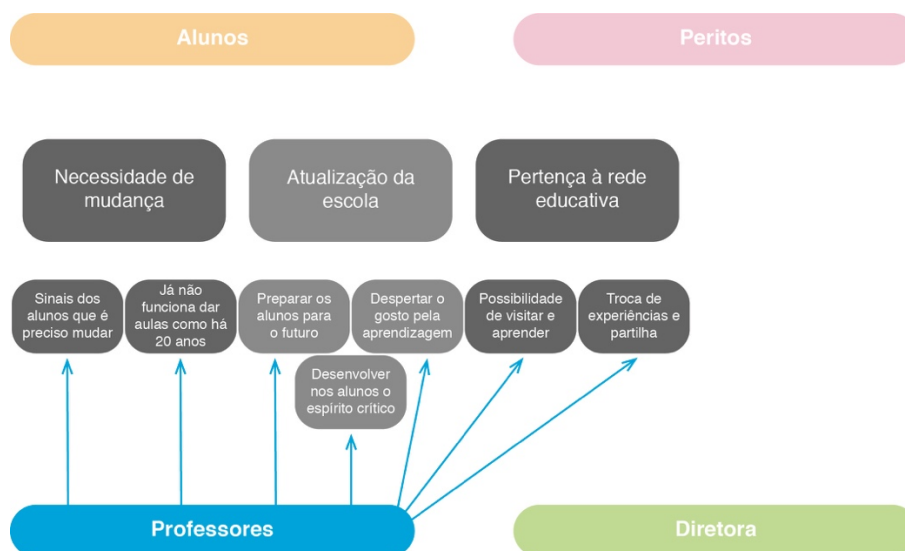 Alunos
Peritos
Necessidade de
mudança
Atualização da
escola
Pertença à rede
educativa
Sinais dos
alunos que é
preciso mudar
Já não
funciona dar
aulas como há
20 anos
Preparar os
alunos para
o futuro
Despertar o
gosto pela
aprendizagem
Possibilidade
de visitar e
aprender
Troca de
experiências e
partilha
Desenvolver
nos alunos o
espírito crítico
Professores
Diretora